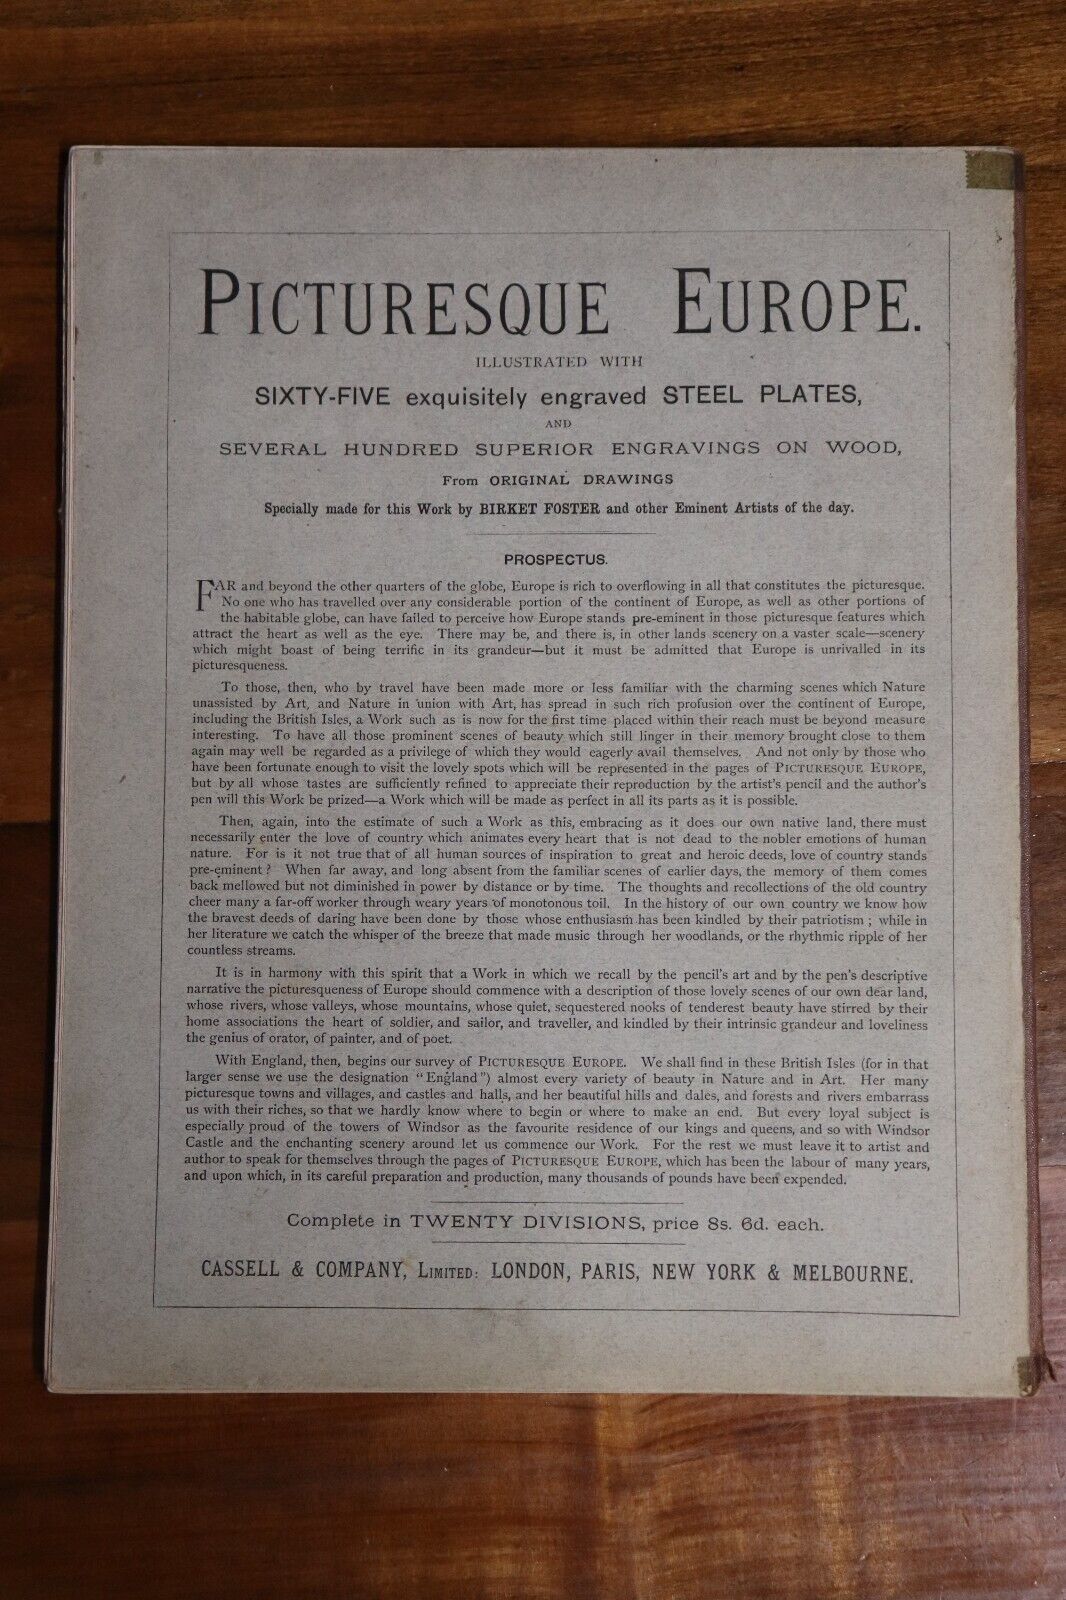 PICTURESQUE EUROPE.
ILLUSTRATED WITH
SIXTY-FIVE exquisitely engraved STEEL PLATES,
AND
SEVERAL HUNDRED SUPERIOR ENGRAVINGS ON WOOD,
From ORIGINAL DRAWINGS
Specially made for this Work by BIRKET FOSTER and other Eminent Artists of the day.
PROSPECTUS.
FAR and beyond the other quarters of the globe, Europe is rich to overflowing in all that constitutes the picturesque.
No one who has travelled over any considerable portion of the continent of Europe, as well as other portions of
the habitable globe, can have failed to perceive how Europe stands pre-eminent in those picturesque features which
attract the heart as well as the eye. There may be, and there is, in other lands scenery on a vaster scale—scenery
which might boast of being terrific in its grandeur—but it must be admitted that Europe is unrivalled in its
picturesqueness.
To those, then, who by travel have been made more or less familiar with the charming scenes which Nature
unassisted by Art, and Nature in union with Art, has spread in such rich profusion over the continent of Europe,
including the British Isles, a Work such as is now for the first time placed within their reach must be beyond measure
interesting. To have all those prominent scenes of beauty which still linger in their memory brought close to them
again may well be regarded as a privilege of which they would eagerly avail themselves. And not only by those who
have been fortunate enough to visit the lovely spots which will be represented in the pages of PICTURESQUE EUROPE,
but by all whose tastes are sufficiently refined to appreciate their reproduction by the artist's pencil and the author's
pen will this Work be prized—a Work which will be made as perfect in all its parts as it is possible.
Then, again, into the estimate of such a Work as this, embracing as it does our own native land, there must
necessarily enter the love of country which animates every heart that is not dead to the nobler emotions of human
nature. For is it not true that of all human sources of inspiration to great and heroic deeds, love of country stands
pre-eminent? When far away, and long absent from the familiar scenes of earlier days, the memory of them comes
back mellowed but not diminished in power by distance or by time. The thoughts and recollections of the old country
cheer many a far-off worker through weary years of monotonous toil. In the history of our own country we know how
the bravest deeds of daring have been done by those whose enthusiasm has been kindled by their patriotism; while in
her literature we catch the whisper of the breeze that made music through her woodlands, or the rhythmic ripple of her
countless streams.
It is in harmony with this spirit that a Work in which we recall by the pencil's art and by the pen's descriptive
narrative the picturesqueness of Europe should commence with a description of those lovely scenes of our own dear land,
whose rivers, whose valleys, whose mountains, whose quiet, sequestered nooks of tenderest beauty have stirred by their
home associations the heart of soldier, and sailor, and traveller, and kindled by their intrinsic grandeur and loveliness
the genius of orator, of painter, and of poet.
With England, then, begins our survey of PICTURESQUE EUROPE. We shall find in these British Isles (for in that
larger sense we use the designation "England") almost every variety of beauty in Nature and in Art. Her many
picturesque towns and villages, and castles and halls, and her beautiful hills and dales, and forests and rivers embarrass
us with their riches, so that we hardly know where to begin or where to make an end. But every loyal subject is
especially proud of the towers of Windsor as the favourite residence of our kings and queens, and so with Windsor
Castle and the enchanting scenery around let us commence our Work. For the rest we must leave it to artist and
author to speak for themselves through the pages of PICTURESQUE EUROPE, which has been the labour of many years,
and upon which, in its careful preparation and production, many thousands of pounds have been expended.
Complete in TWENTY DIVISIONS, price 8s. 6d. each.
CASSELL & COMPANY, LIMITED: LONDON, PARIS, NEW YORK & MELBOURNE.